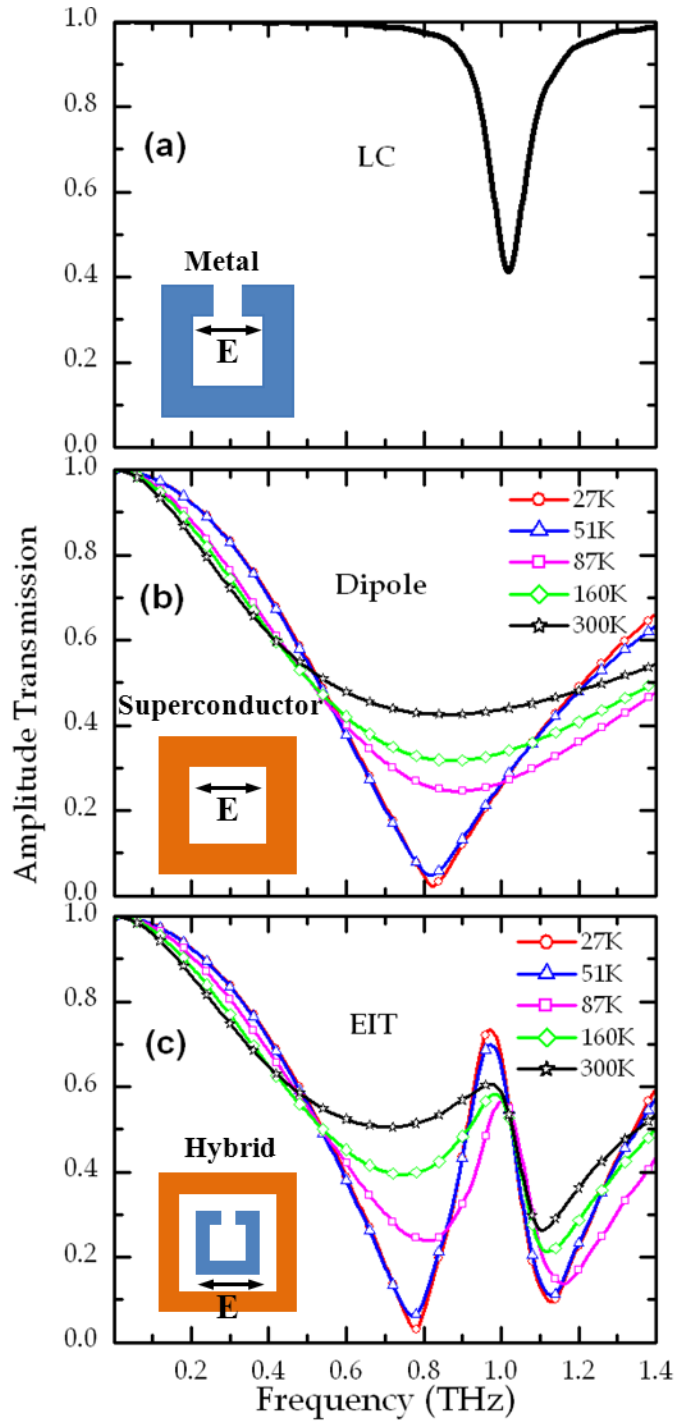 1.0
0.8
0.6
0.4
0.2
0.0
(a)
LC
Metal
E
1.0
0.8
0.6
0.4
0.2
0.0
(b)
Dipole
27K
51K
87K
160K
300K
Superconductor
E
1.0
0.8
0.6
0.4
0.2
0.0
(c)
EIT
27K
51K
87K
160K
300K
Hybrid
E
0.2 0.4 0.6 0.8 1.0 1.2 1.4
Frequency (THz)
Amplitude Transmission